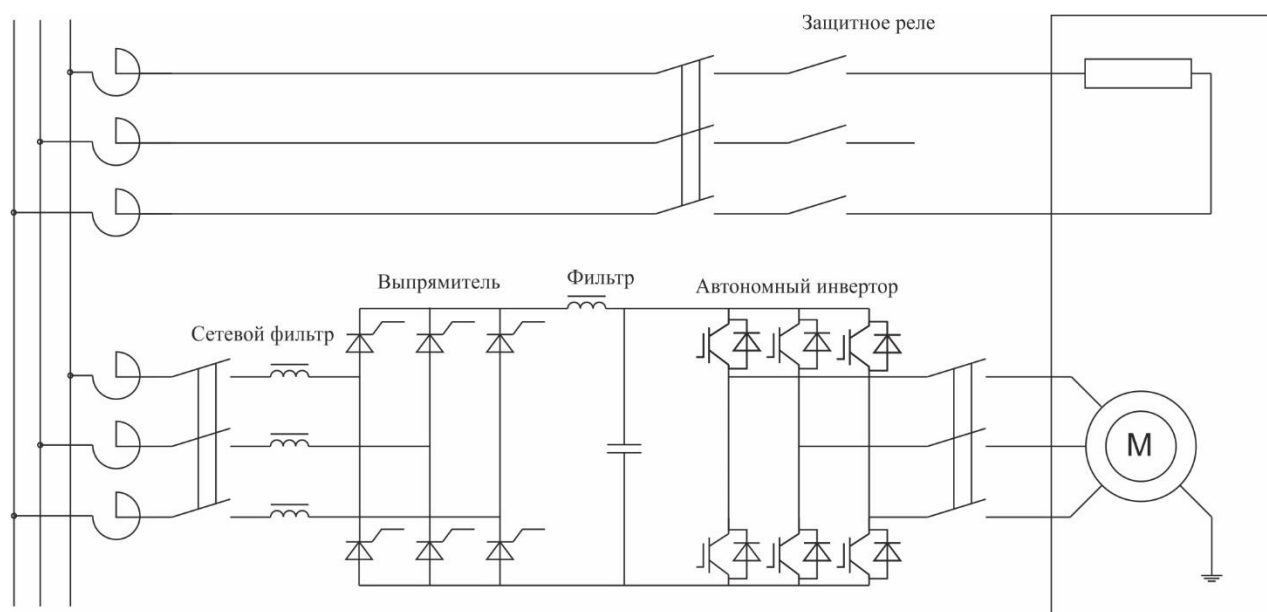 Защитное реле
Выпрямитель
Фильтр
Автономный инвертор
Сетевой фильтр
М